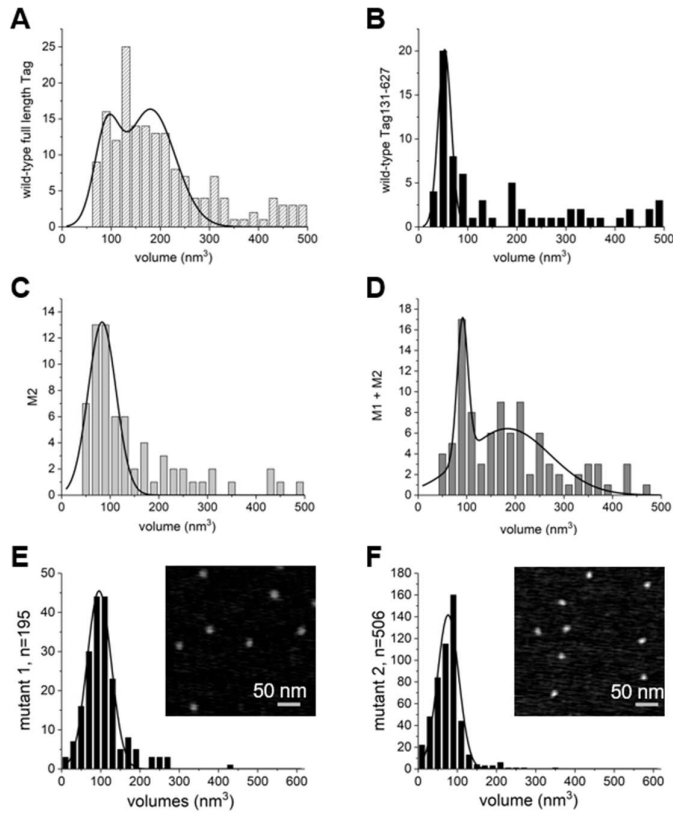 A
wild-type full length Tag
25
20
15
10
5
0
0 100 200 300 400 500
volume (nm³)
B
wild-type Tag131-627
20
15
10
5
0
0 100 200 300 400 500
volume (nm³)
C
M2
14
12
10
8
6
4
2
0
0 100 200 300 400 500
volume (nm³)
D
M1 + M2
18
16
14
12
10
8
6
4
2
0
0 100 200 300 400 500
volume (nm³)
E
mutant 1, n=195
50
40
30
20
10
0
0 100 200 300 400 500 600
volumes (nm³)
50 nm
F
mutant 2, n=506
180
160
140
120
100
80
60
40
20
0
0 100 200 300 400 500 600
volume (nm³)
50 nm